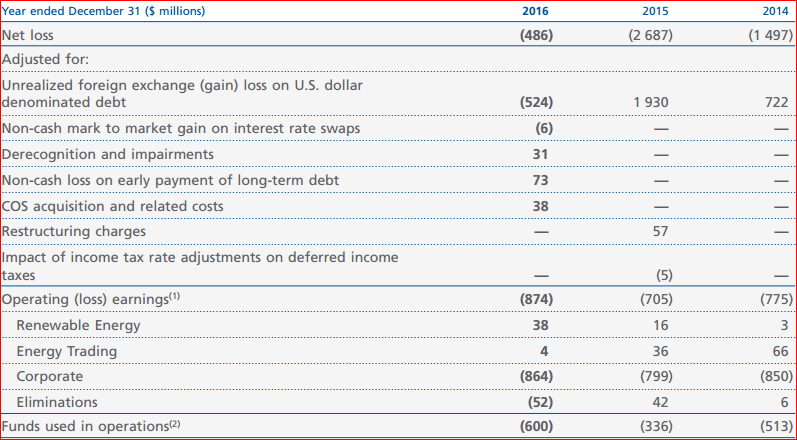 Year ended December 31 ($ millions) 2016 2015 2014
Net loss (486) (2 687) (1 497)
Adjusted for:
Unrealized foreign exchange (gain) loss on U.S. dollar
denominated debt (524) 1 930 722
Non-cash mark to market gain on interest rate swaps (6) — —
Derecognition and impairments 31 — —
Non-cash loss on early payment of long-term debt 73 — —
COS acquisition and related costs 38 — —
Restructuring charges — 57 —
Impact of income tax rate adjustments on deferred income
taxes — (5) —
Operating (loss) earnings(1) (874) (705) (775)
Renewable Energy 38 16 3
Energy Trading 4 36 66
Corporate (864) (799) (850)
Eliminations (52) 42 6
Funds used in operations(2) (600) (336) (513)